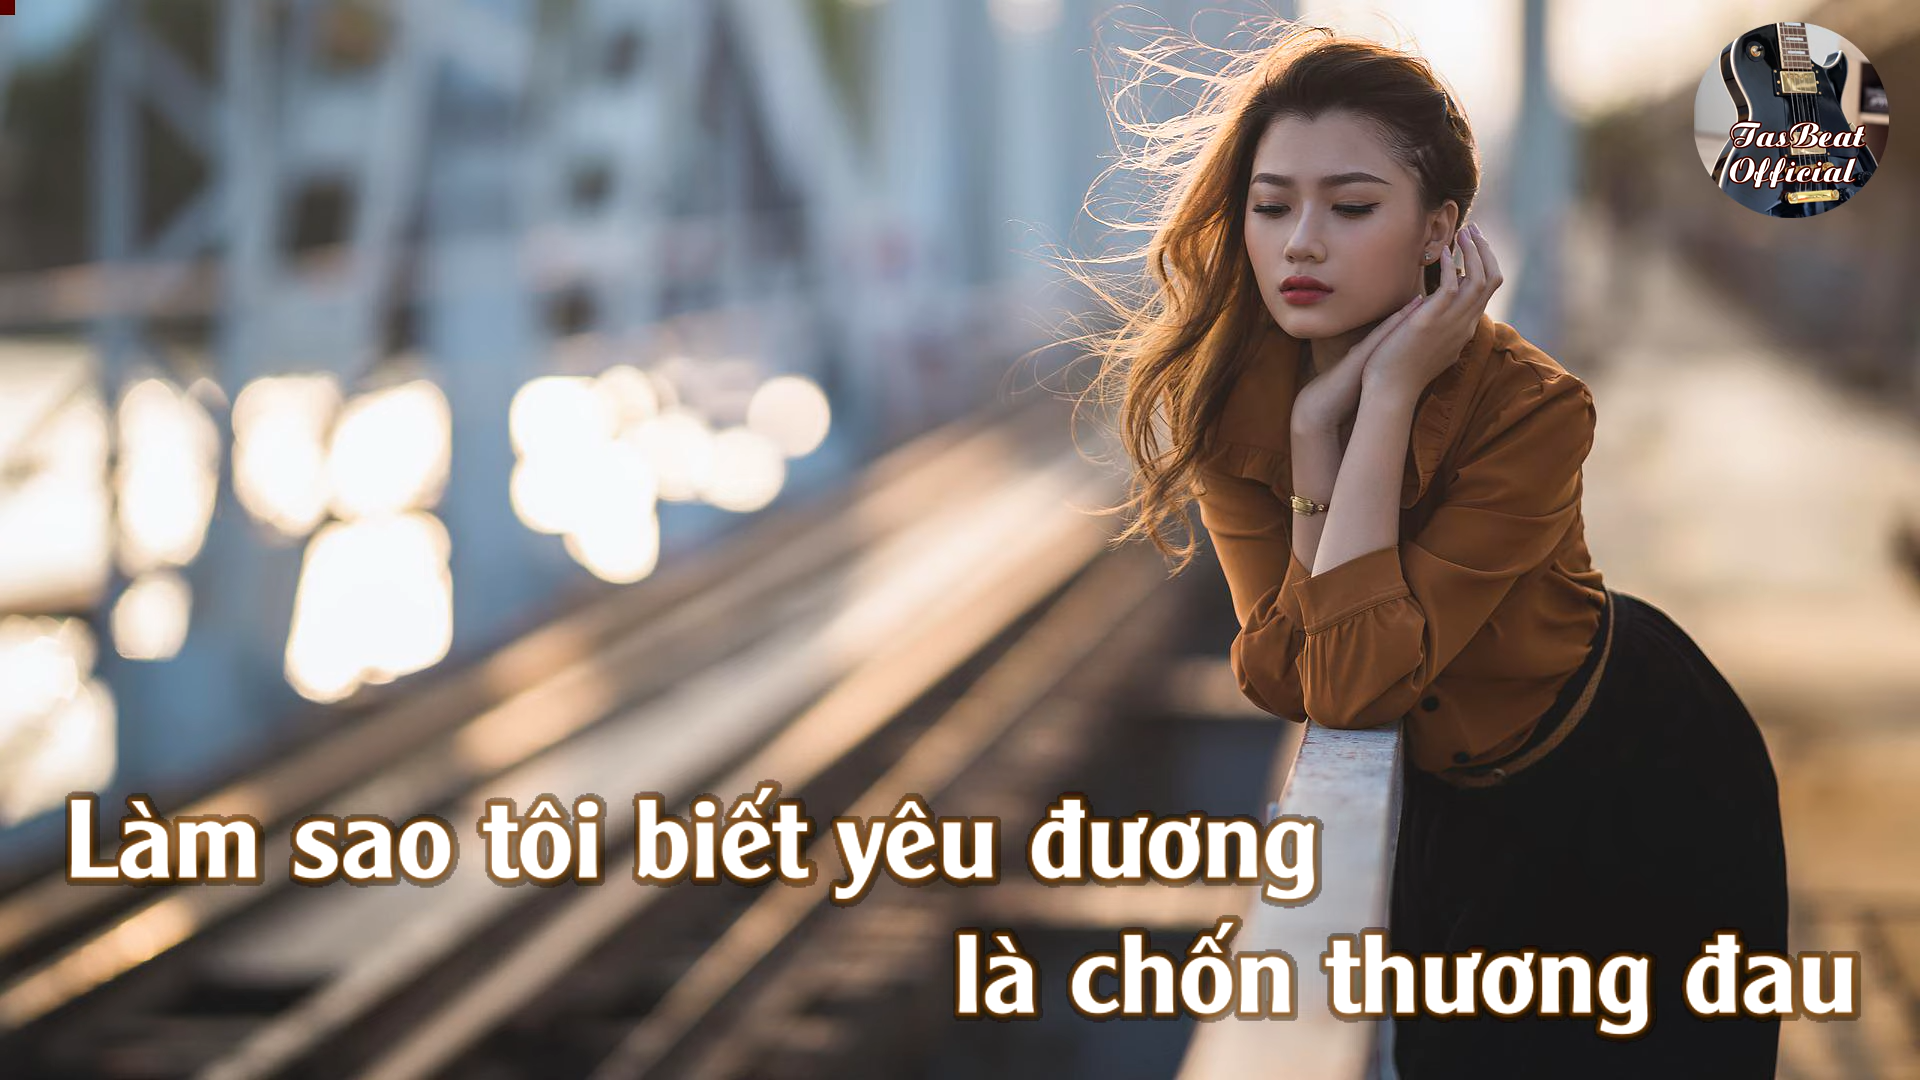 TasBeat
Official
Làm sao tôi biết yêu đương
là chốn thương đau